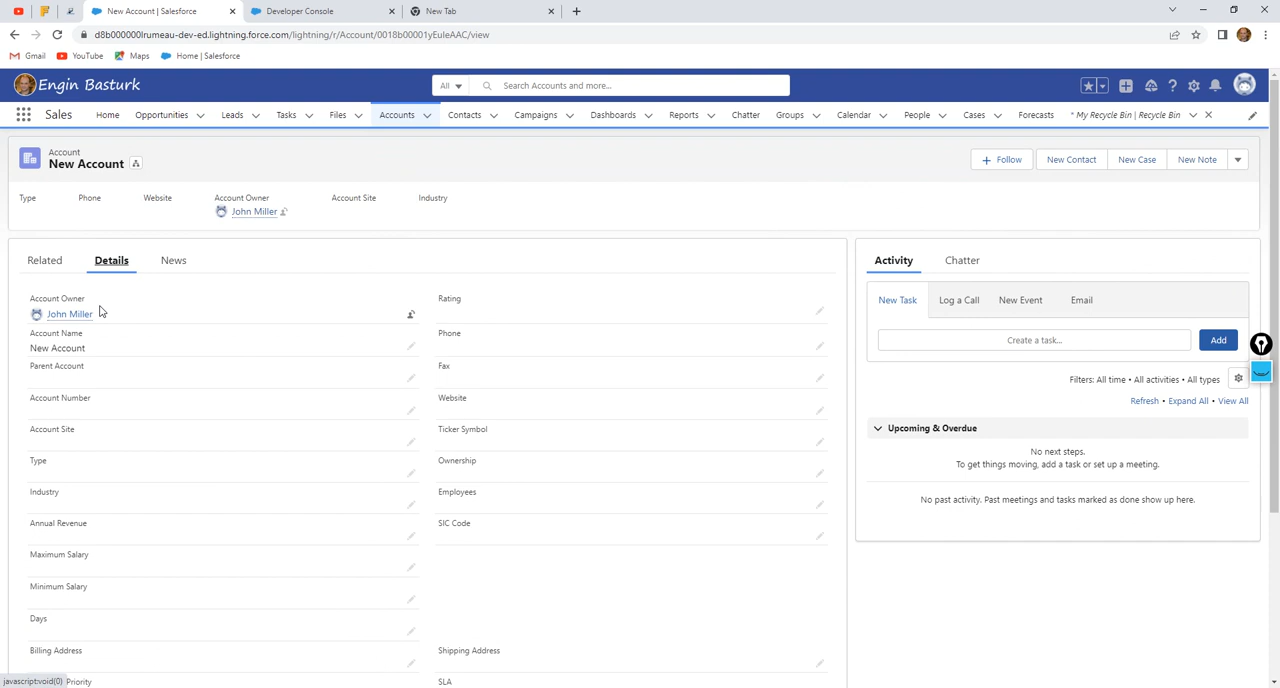 New Account | Salesforce
Developer Console
New Tab
d8b000000lrumeau-dev-ed.lightning.force.com/lightning/r/Account/0018b00001yEuleAAC/view
Gmail
YouTube
Maps
Home | Salesforce
Engin Basturk
All
Search Accounts and more...
Sales
Home
Opportunities
Leads
Tasks
Files
Accounts
Contacts
Campaigns
Dashboards
Reports
Chatter
Groups
Calendar
People
Cases
Forecasts
* My Recycle Bin | Recycle Bin
Account
New Account
Follow
New Contact
New Case
New Note
Type
Phone
Website
Account Owner
John Miller
Account Site
Industry
Related
Details
News
Account Owner
John Miller
Rating
Account Name
New Account
Phone
Parent Account
Fax
Account Number
Website
Account Site
Ticker Symbol
Type
Ownership
Industry
Employees
Annual Revenue
SIC Code
Maximum Salary
Minimum Salary
Days
Billing Address
Shipping Address
Priority
SLA
Activity
Chatter
New Task
Log a Call
New Event
Email
Create a task...
Add
Filters: All time • All activities • All types
Refresh • Expand All • View All
Upcoming & Overdue
No next steps.
To get things moving, add a task or set up a meeting.
No past activity. Past meetings and tasks marked as done show up here.
javascript:void(0)